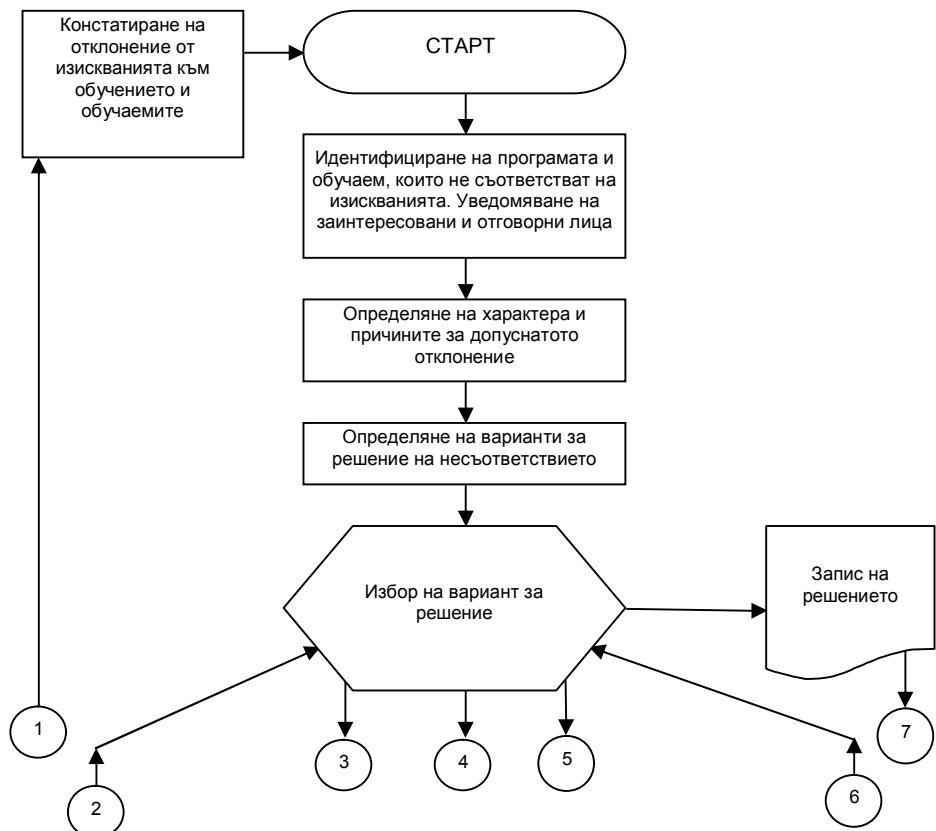 Констатиране на
отклонение от
изискванията към
обучението и
обучаемите
СТАРТ
Идентифициране на програмата и
обучаем, които не съответстват на
изискванията. Уведомяване на
заинтересовани и отговорни лица
Определяне на характера и
причините за допуснатото
отклонение
Определяне на варианти за
решение на несъответствието
Избор на вариант за
решение
Запис на
решението
1
2
3
4
5
6
7